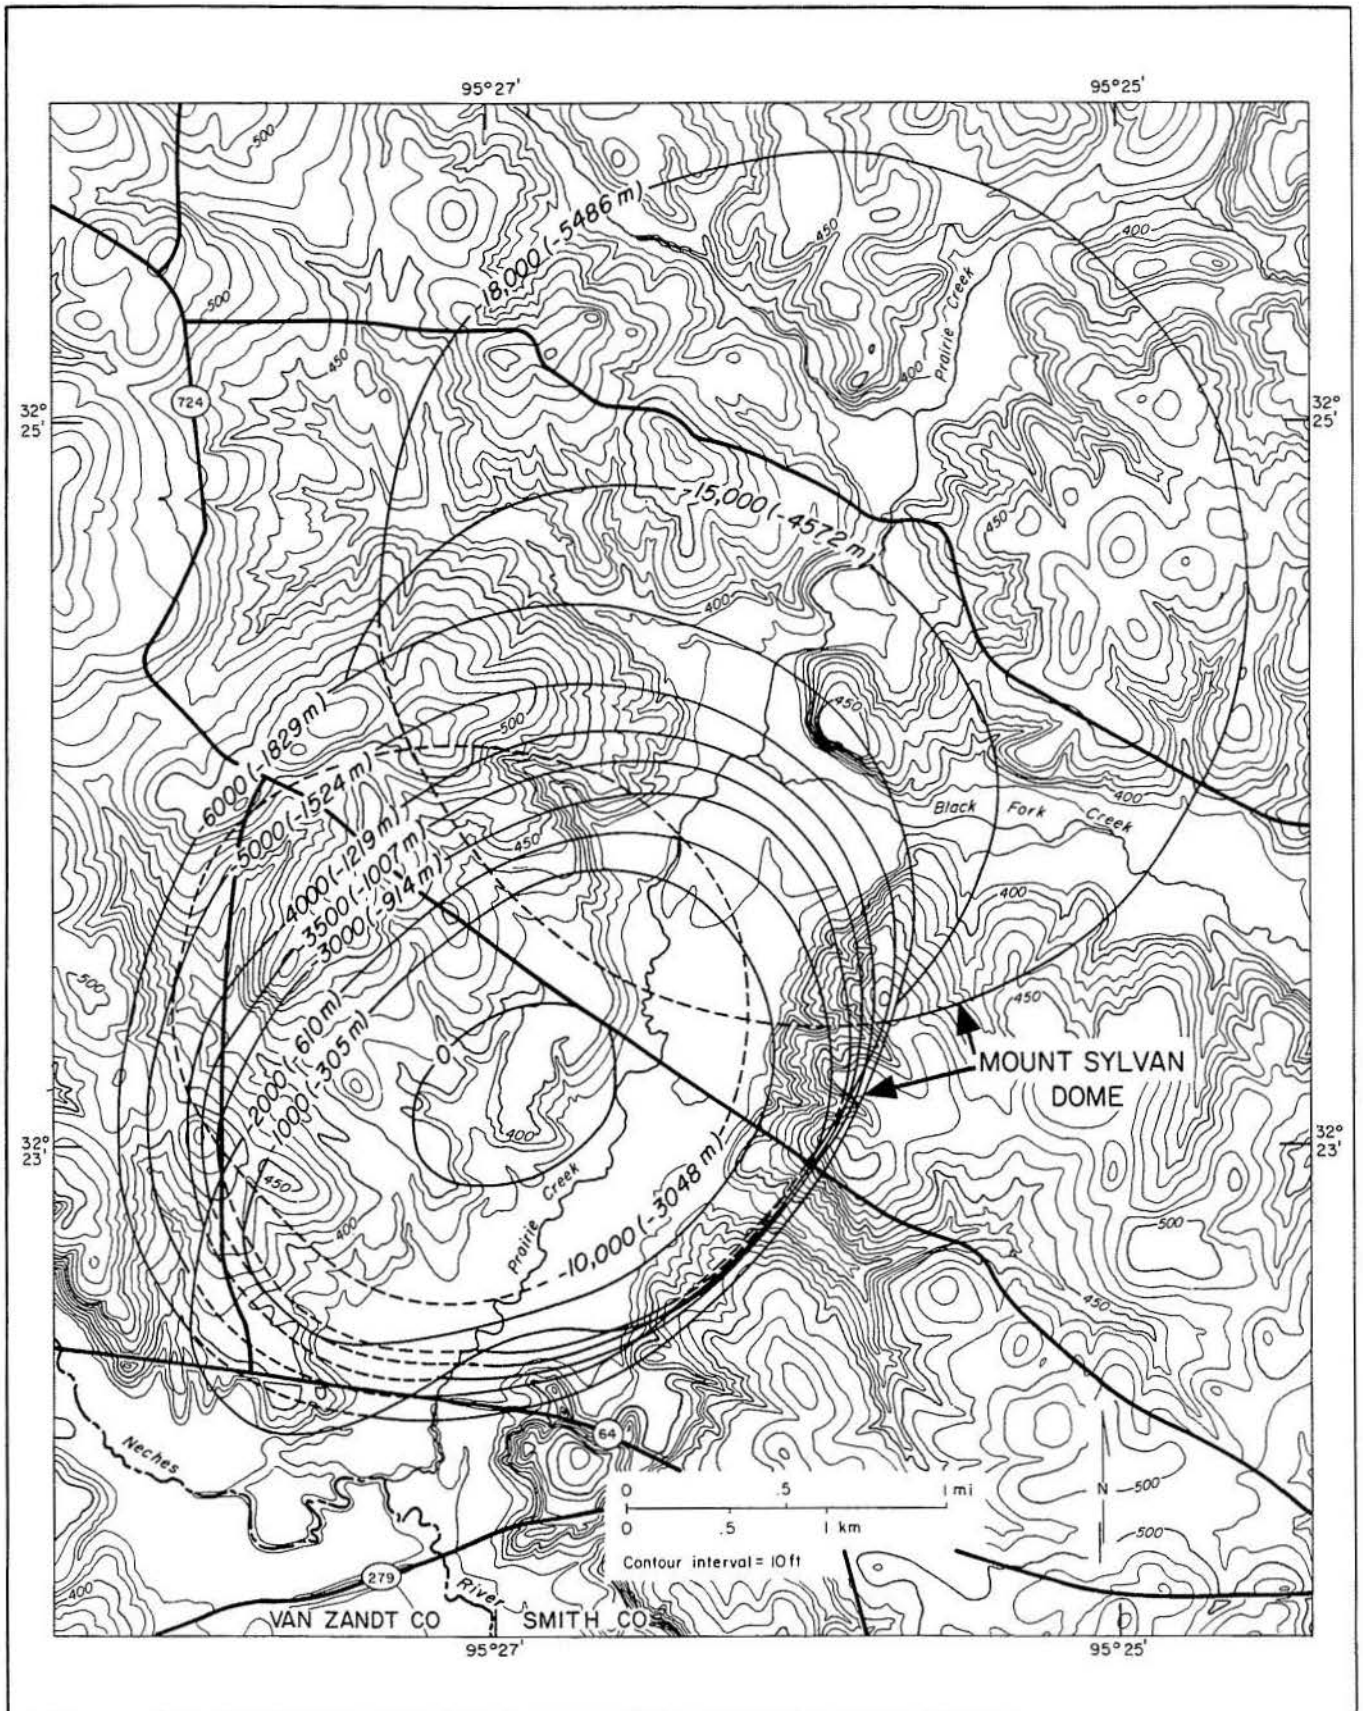 95°27'
95°25'
500
-18,000 (-5486 m)
450
400
Prairie Creek
500
450
400
724
32°
25'
32°
25'
-15,000 (-4572 m)
450
400
450
500
-6000 (-1829 m)
-5000 (-1524 m)
-4000 (-1219 m)
-3500 (-1007 m)
-3000 (-914 m)
450
400
Black Fork Creek
400
500
450
-2000 (-610 m)
-1000 (-305 m)
0
MOUNT SYLVAN
DOME
400
32°
23'
32°
23'
450
400
Prairie Creek
-10,000 (-3048 m)
500
450
64
Neches
River
0 .5 1 mi
0 .5 1 km
Contour interval = 10 ft
N
500
500
400
279
VAN ZANDT CO
SMITH CO
95°27'
95°25'